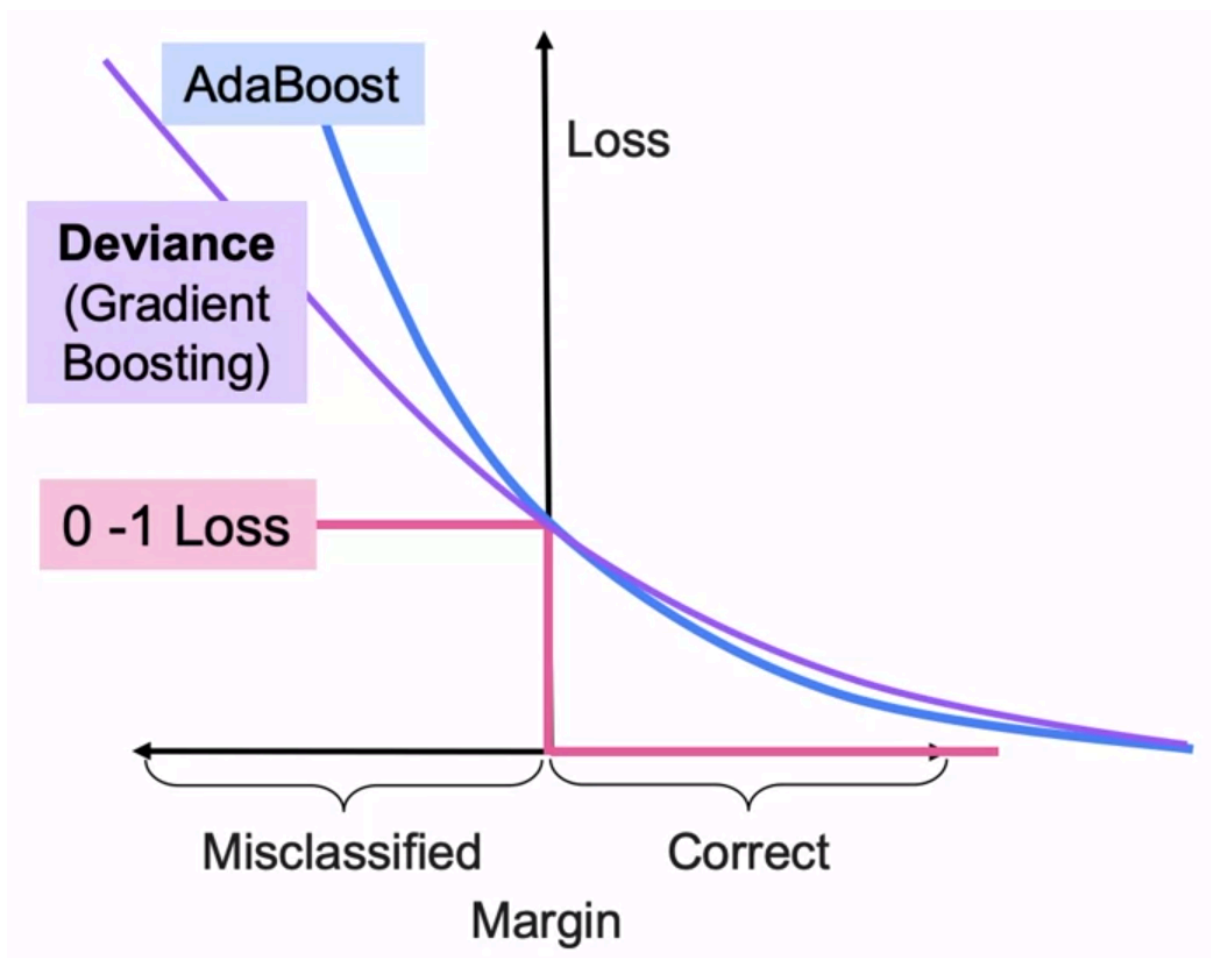 AdaBoost
Loss
Deviance
(Gradient
Boosting)
0 -1 Loss
Misclassified
Correct
Margin